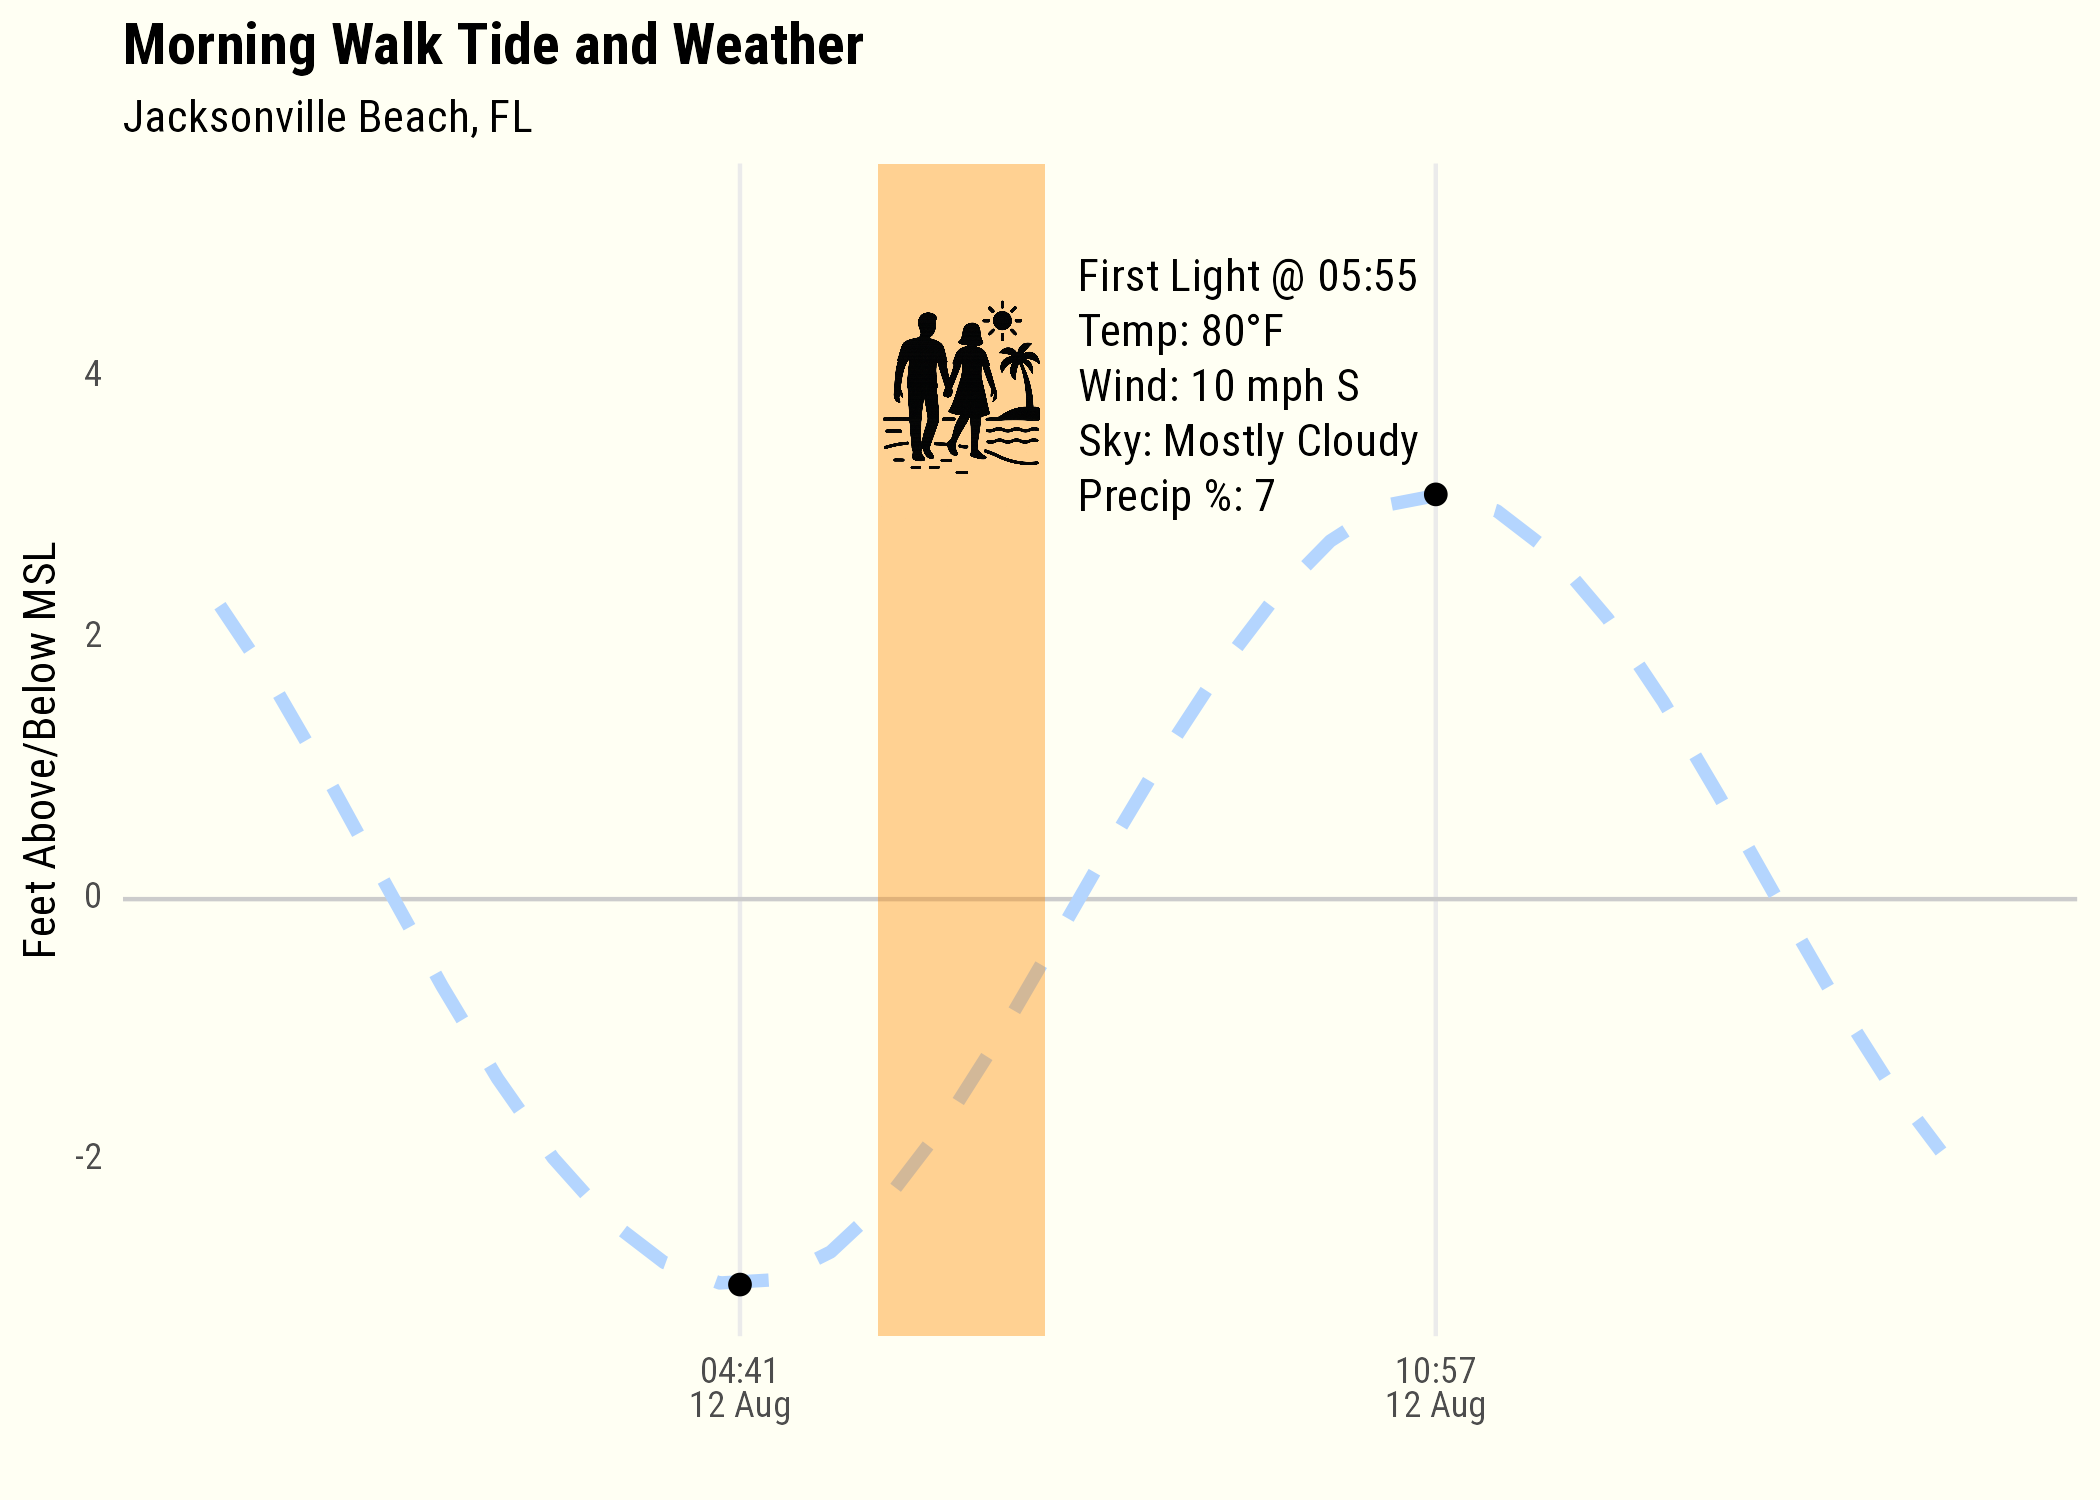 Morning Walk Tide and Weather
Jacksonville Beach, FL
First Light @ 05:55
Temp: 80°F
Wind: 10 mph S
Sky: Mostly Cloudy
Precip %: 7
Feet Above/Below MSL
4
2
0
-2
04:41
12 Aug
10:57
12 Aug